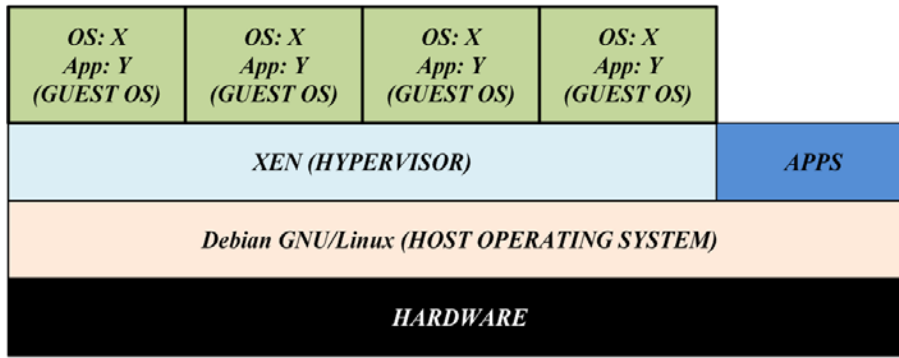 OS: X
App: Y
(GUEST OS)
OS: X
App: Y
(GUEST OS)
OS: X
App: Y
(GUEST OS)
OS: X
App: Y
(GUEST OS)
XEN (HYPERVISOR)
APPS
Debian GNU/Linux (HOST OPERATING SYSTEM)
HARDWARE